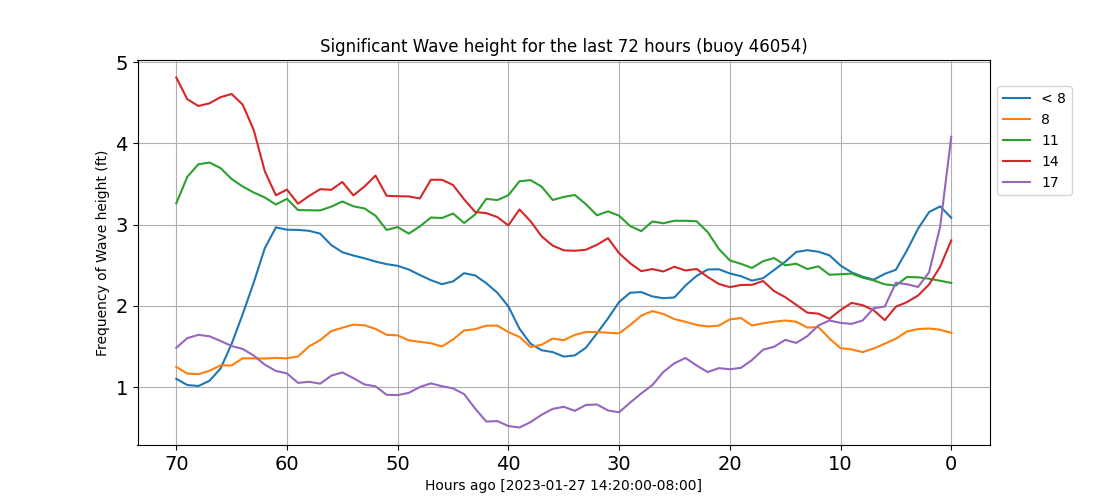 Significant Wave height for the last 72 hours (buoy 46054)
Frequency of Wave height (ft)
5
4
3
2
1
70 60 50 40 30 20 10 0
Hours ago [2023-01-27 14:20:00-08:00]
< 8
8
11
14
17